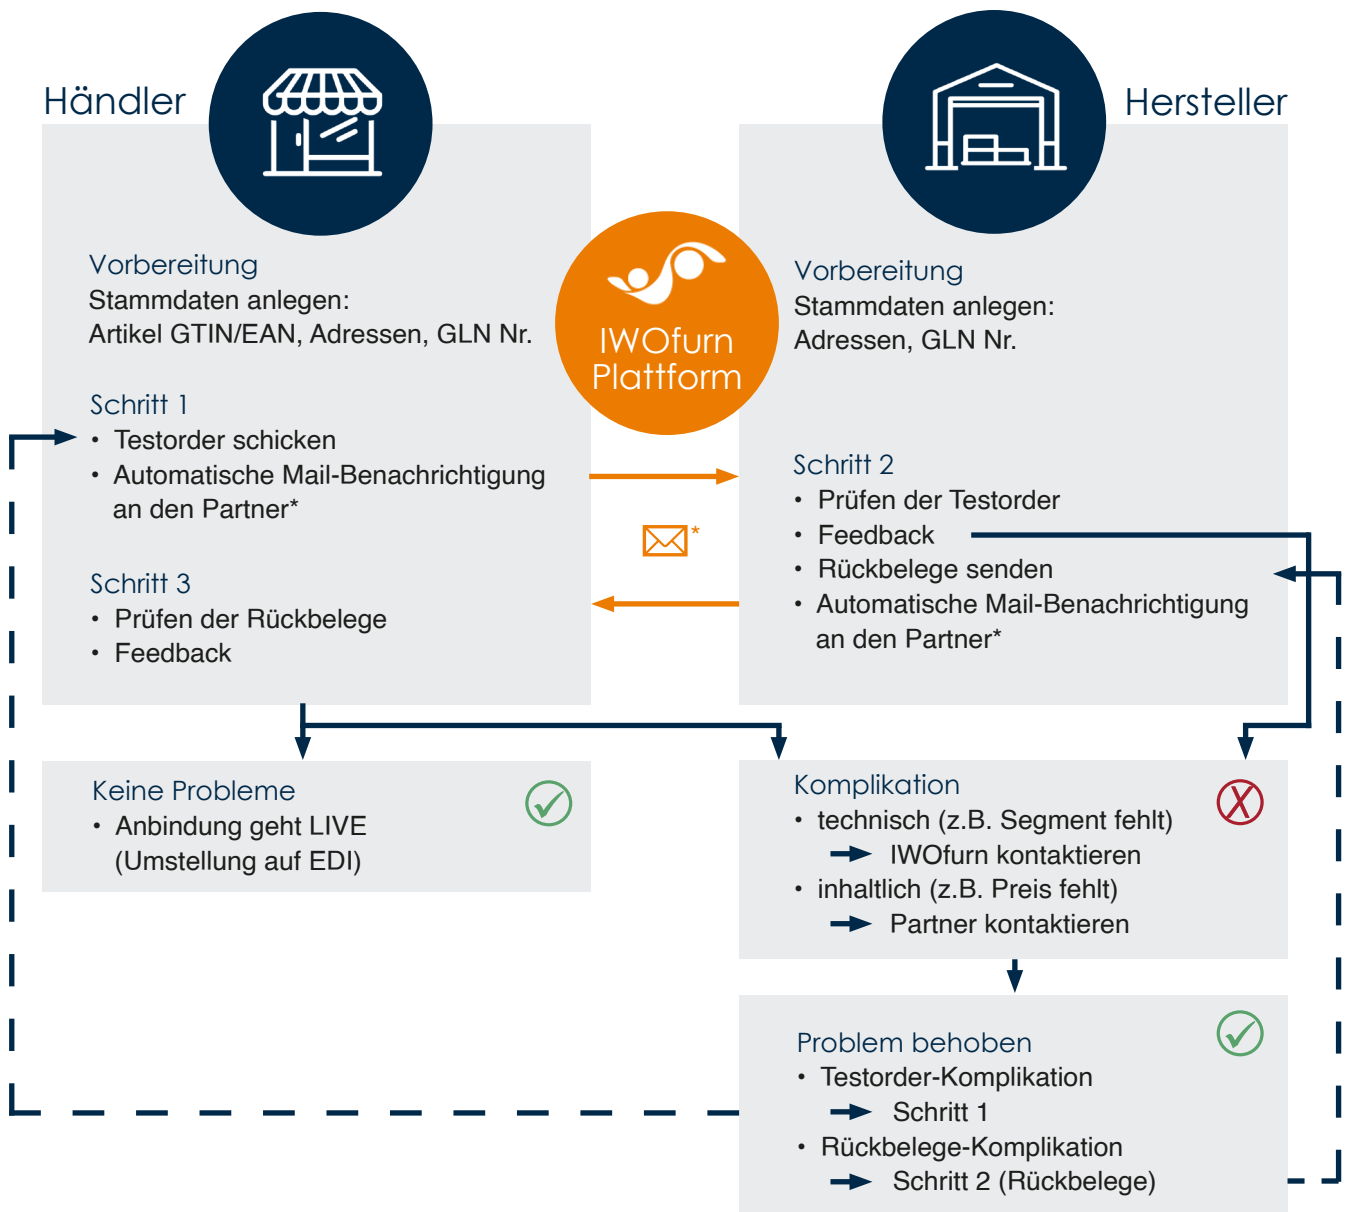 Händler
Vorbereitung
Stammdaten anlegen:
Artikel GTIN/EAN, Adressen, GLN Nr.
Schritt 1
• Testorder schicken
• Automatische Mail-Benachrichtigung
an den Partner*
Schritt 3
• Prüfen der Rückbelege
• Feedback
IWOfurn
Plattform
*
Hersteller
Vorbereitung
Stammdaten anlegen:
Adressen, GLN Nr.
Schritt 2
• Prüfen der Testorder
• Feedback
• Rückbelege senden
• Automatische Mail-Benachrichtigung
an den Partner*
Keine Probleme
• Anbindung geht LIVE
(Umstellung auf EDI)
Komplikation
• technisch (z.B. Segment fehlt)
IWOfurn kontaktieren
• inhaltlich (z.B. Preis fehlt)
Partner kontaktieren
Problem behoben
• Testorder-Komplikation
Schritt 1
• Rückbelege-Komplikation
Schritt 2 (Rückbelege)